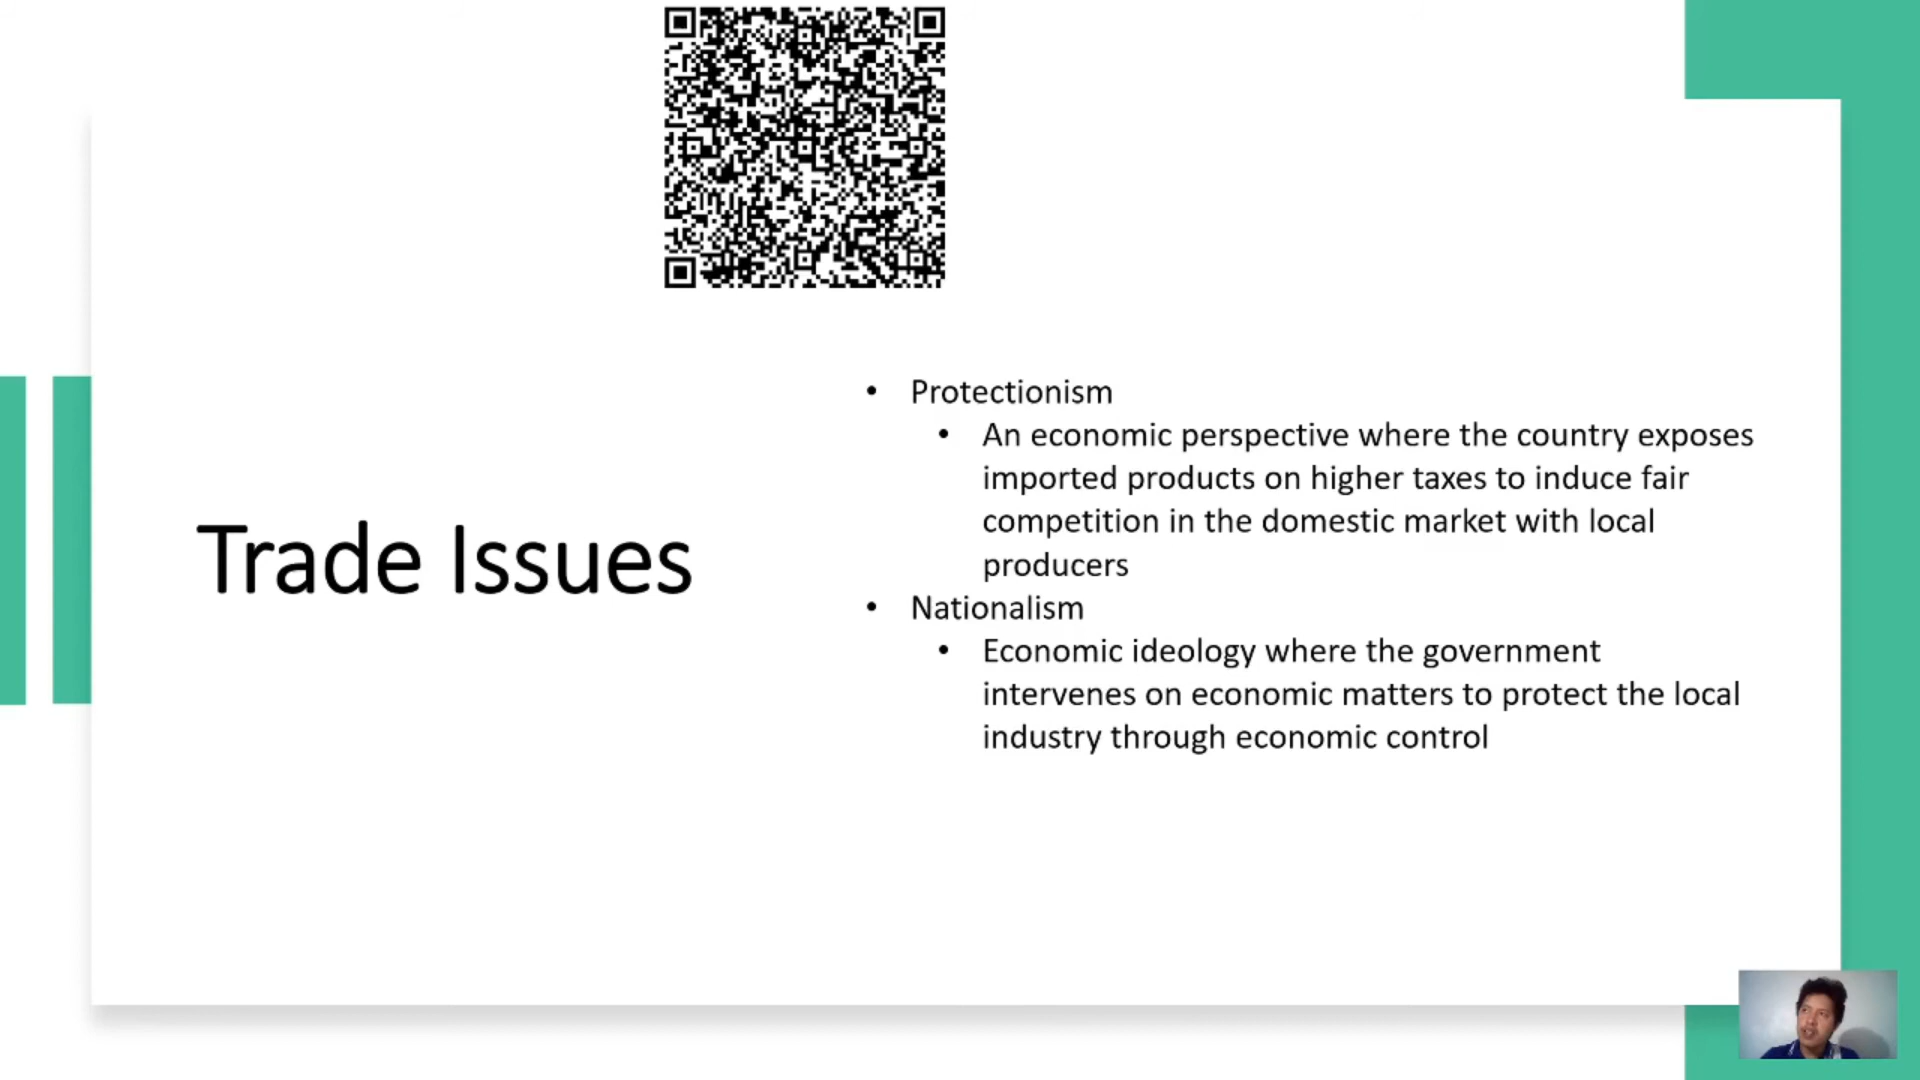 Trade Issues
• Protectionism
• An economic perspective where the country exposes
imported products on higher taxes to induce fair
competition in the domestic market with local
producers
• Nationalism
• Economic ideology where the government
intervenes on economic matters to protect the local
industry through economic control